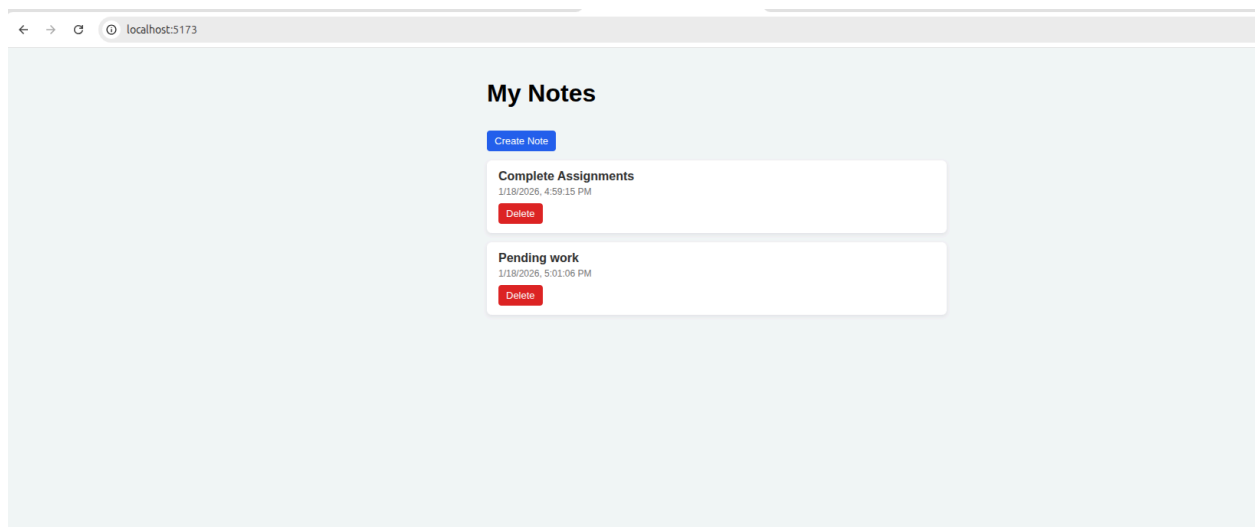 localhost:5173
My Notes
Create Note
Complete Assignments
1/18/2026, 4:59:15 PM
Delete
Pending work
1/18/2026, 5:01:06 PM
Delete